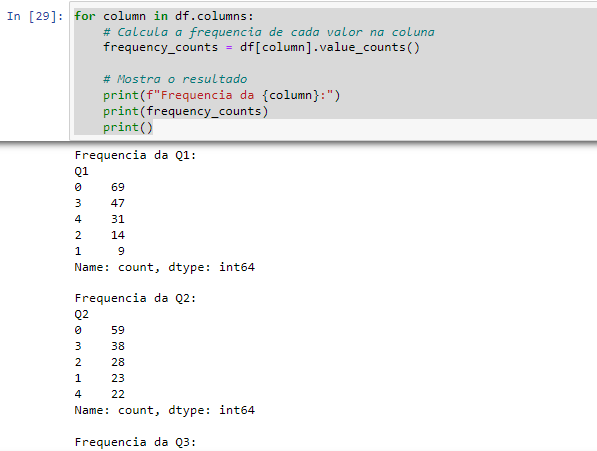 In [29]: for column in df.columns:
# Calcula a frequencia de cada valor na coluna
frequency_counts = df[column].value_counts()
# Mostra o resultado
print(f"Frequencia da {column}:")
print(frequency_counts)
print()
Frequencia da Q1:
Q1
0 69
3 47
4 31
2 14
1 9
Name: count, dtype: int64
Frequencia da Q2:
Q2
0 59
3 38
2 28
1 23
4 22
Name: count, dtype: int64
Frequencia da Q3: